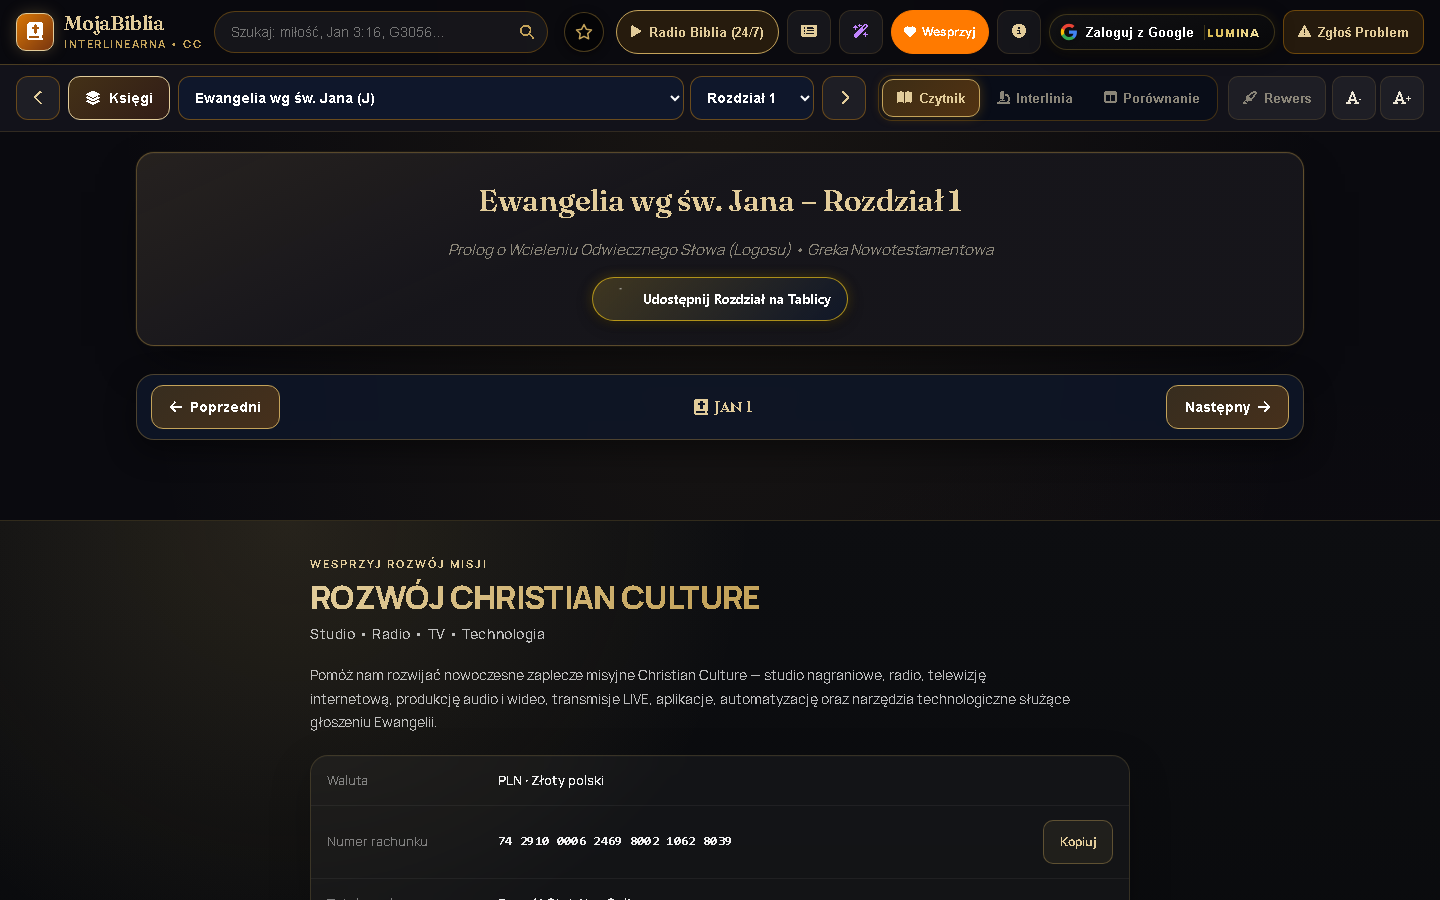 MojaBiblia
INTERLINEARNA • CC
Szukaj: miłość, Jan 3:16, G3056...
Radio Biblia (24/7)
Wesprzyj
Zaloguj z Google LUMINA
Zgłoś Problem
Księgi
Ewangelia wg św. Jana (J)
Rozdział 1
Czytnik
Interlinia
Porównanie
Rewers
A-
A+
Ewangelia wg św. Jana – Rozdział 1
Prolog o Wcieleniu Odwiecznego Słowa (Logosu) • Greka Nowotestamentowa
Udostępnij Rozdział na Tablicy
Poprzedni
JAN 1
Następny
WESPRZYJ ROZWÓJ MISJI
ROZWÓJ CHRISTIAN CULTURE
Studio • Radio • TV • Technologia
Pomóż nam rozwijać nowoczesne zaplecze misyjne Christian Culture — studio nagraniowe, radio, telewizję
internetową, produkcję audio i wideo, transmisje LIVE, aplikacje, automatyzację oraz narzędzia technologiczne służące
głoszeniu Ewangelii.
Waluta
PLN · Złoty polski
Numer rachunku
74 2910 0006 2469 8002 1062 8039
Kopiuj